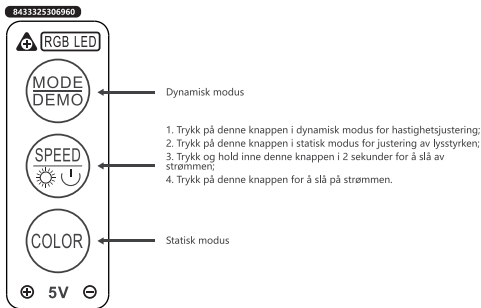 8433325306960
RGB LED
MODE
DEMO
Dynamisk modus
SPEED
1. Trykk på denne knappen i dynamisk modus for hastighetsjustering;
2. Trykk på denne knappen i statisk modus for justering av lysstyrken;
3. Trykk og hold inne denne knappen i 2 sekunder for å slå av
strømmen;
4. Trykk på denne knappen for å slå på strømmen.
COLOR
Statisk modus
5V